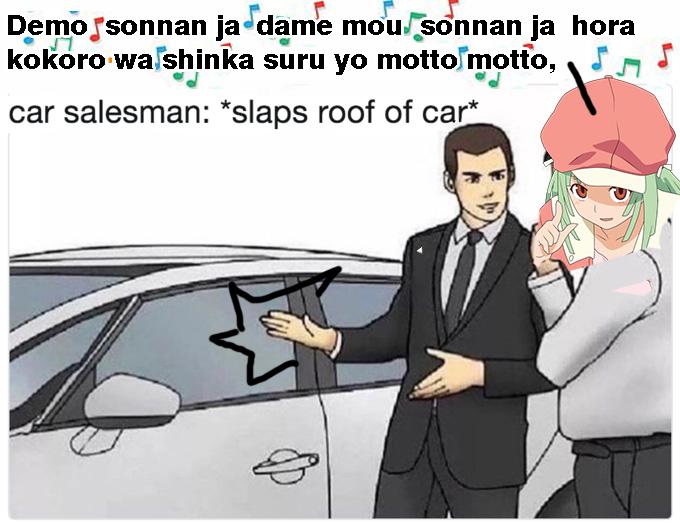 Demo sonnan ja dame mou sonnan ja hora
kokoro wa shinka suru yo motto motto,
car salesman: *slaps roof of car*